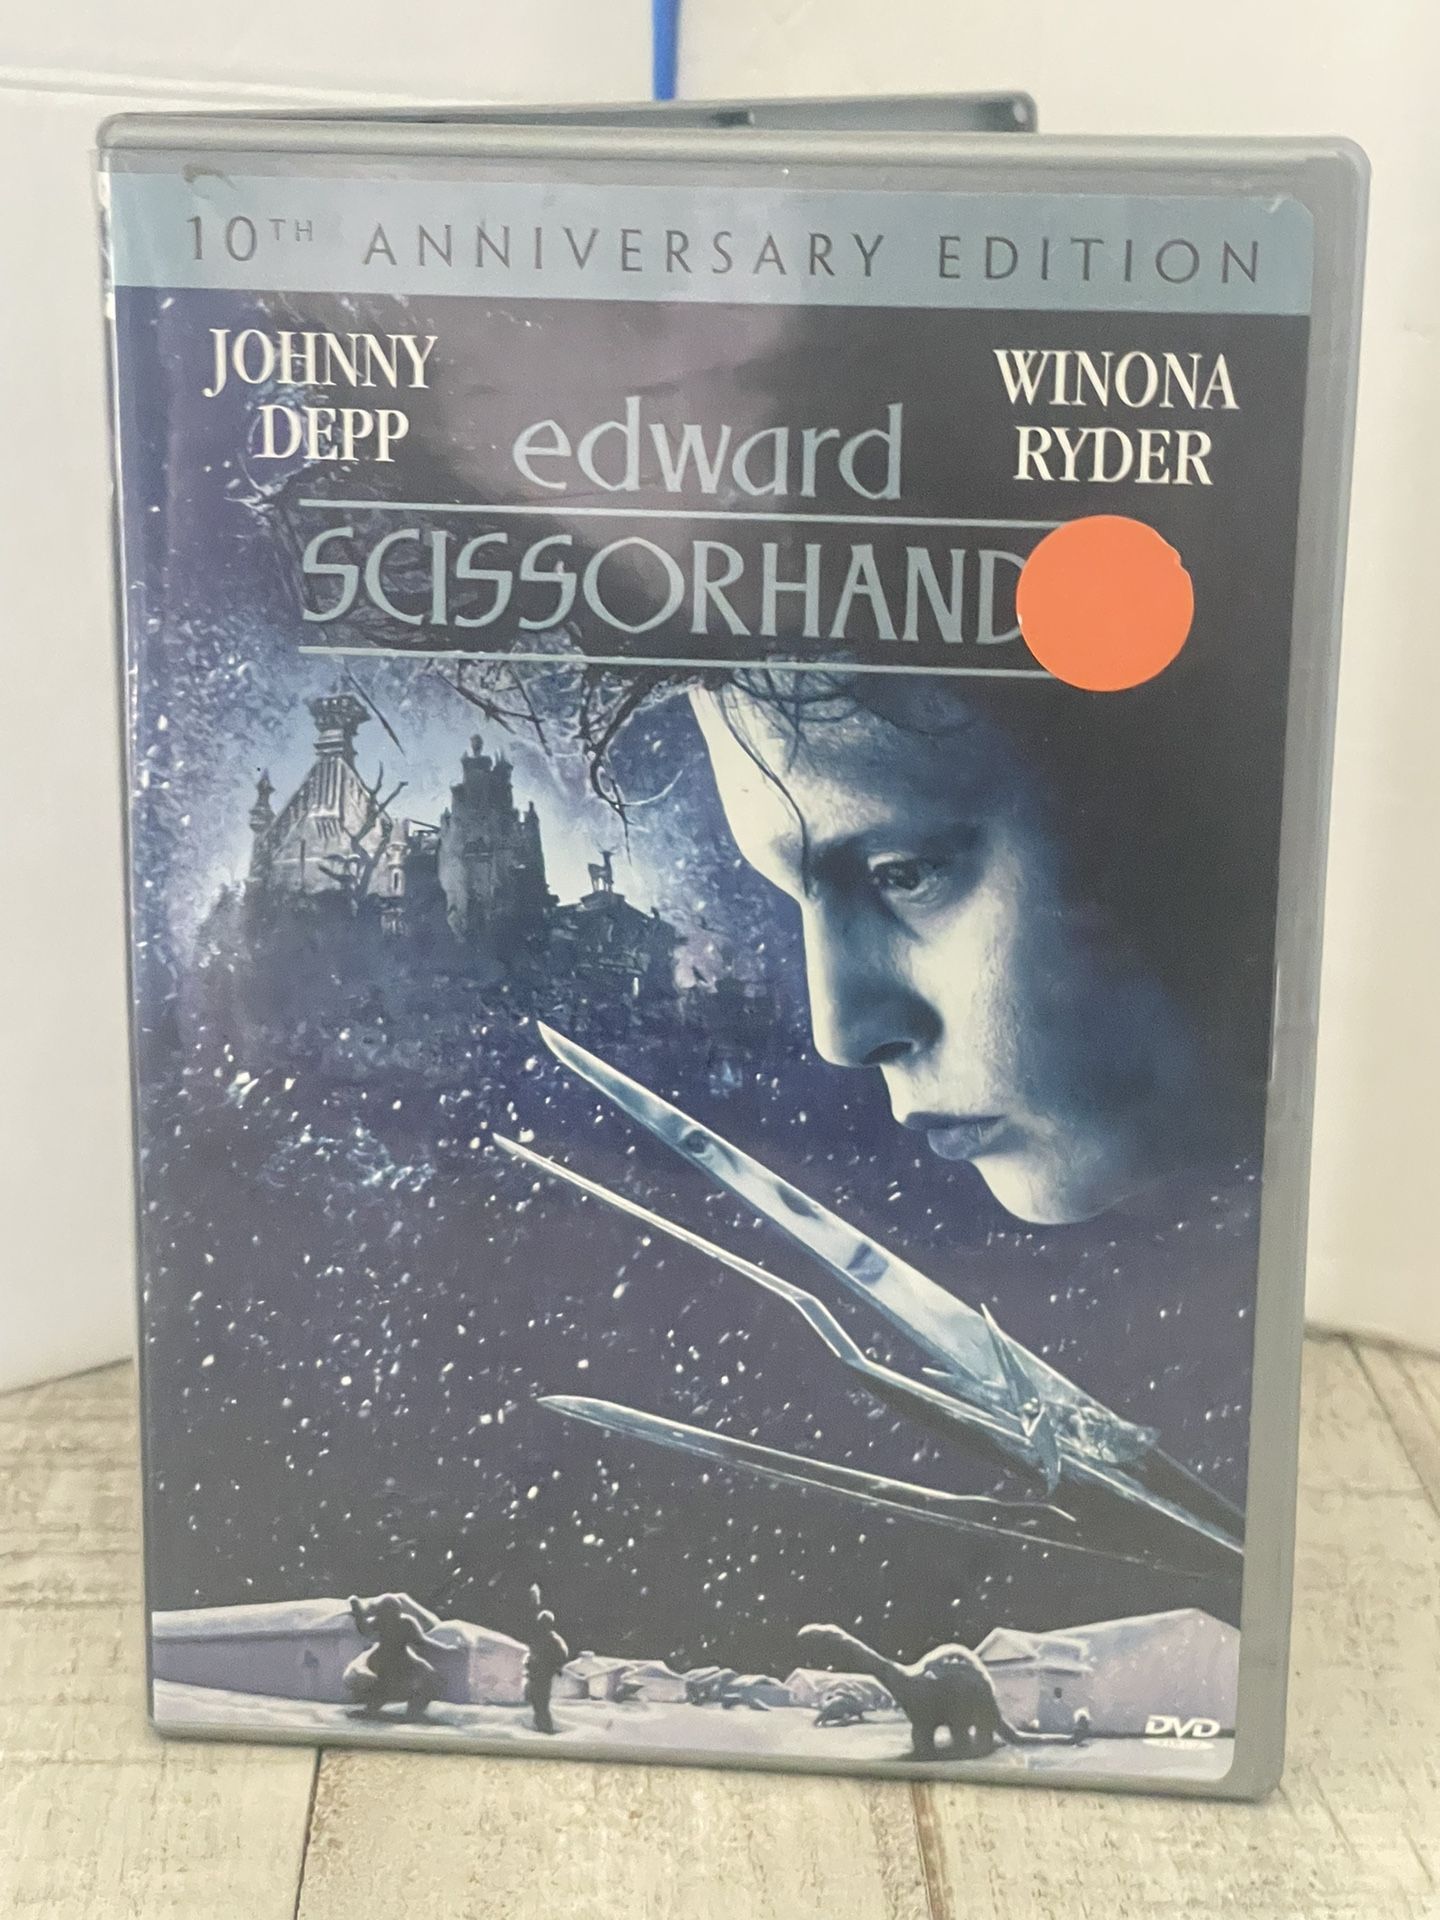 10TH ANNIVERSARY EDITION
JOHNNY
DEPP
WINONA
RYDER
edward
SCISSORHAND
DVD